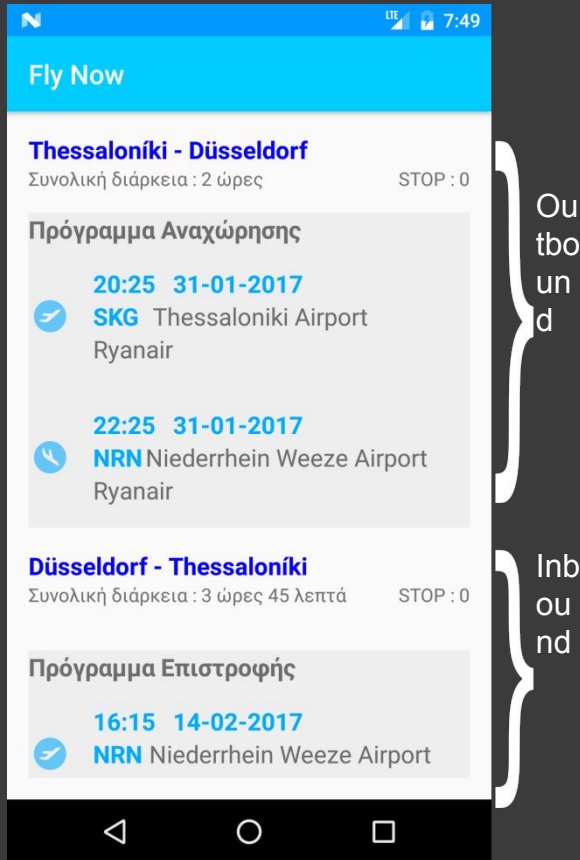 LTE 7:49
Fly Now
Thessaloníki - Düsseldorf
Συνολική διάρκεια : 2 ώρες STOP : 0
Πρόγραμμα Αναχώρησης
20:25 31-01-2017
SKG Thessaloniki Airport
Ryanair
22:25 31-01-2017
NRN Niederrhein Weeze Airport
Ryanair
Ou
tbo
un
d
Düsseldorf - Thessaloníki
Συνολική διάρκεια : 3 ώρες 45 λεπτά STOP : 0
Πρόγραμμα Επιστροφής
16:15 14-02-2017
NRN Niederrhein Weeze Airport
Inb
ou
nd